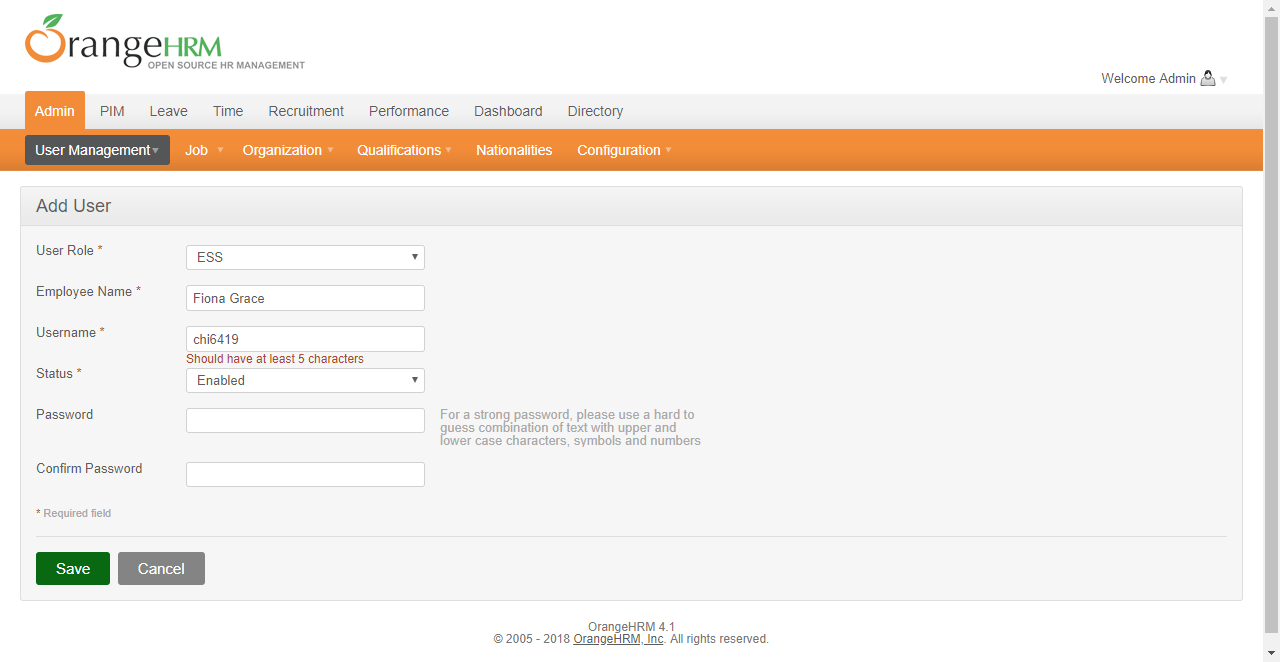 OrangeHRM
OPEN SOURCE HR MANAGEMENT
Welcome Admin
Admin PIM Leave Time Recruitment Performance Dashboard Directory
User Management Job Organization Qualifications Nationalities Configuration
Add User
User Role * ESS
Employee Name * Fiona Grace
Username * chi6419
Should have at least 5 characters
Status * Enabled
Password For a strong password, please use a hard to
guess combination of text with upper and
lower case characters, symbols and numbers
Confirm Password
* Required field
Save Cancel
OrangeHRM 4.1
© 2005 - 2018 OrangeHRM, Inc. All rights reserved.